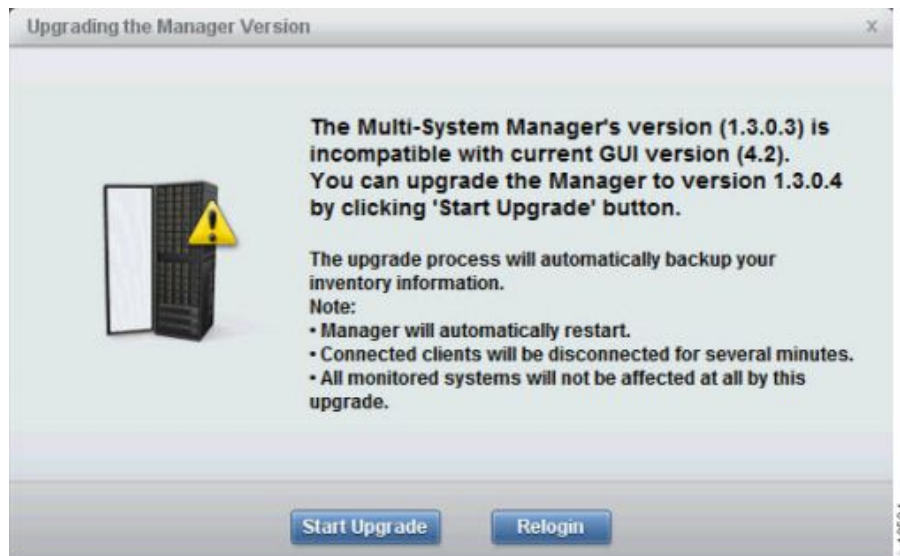 Upgrading the Manager Version
x
The Multi-System Manager's version (1.3.0.3) is
incompatible with current GUI version (4.2).
You can upgrade the Manager to version 1.3.0.4
by clicking 'Start Upgrade' button.
The upgrade process will automatically backup your
inventory information.
Note:
• Manager will automatically restart.
• Connected clients will be disconnected for several minutes.
• All monitored systems will not be affected at all by this
upgrade.
Start Upgrade
Relogin